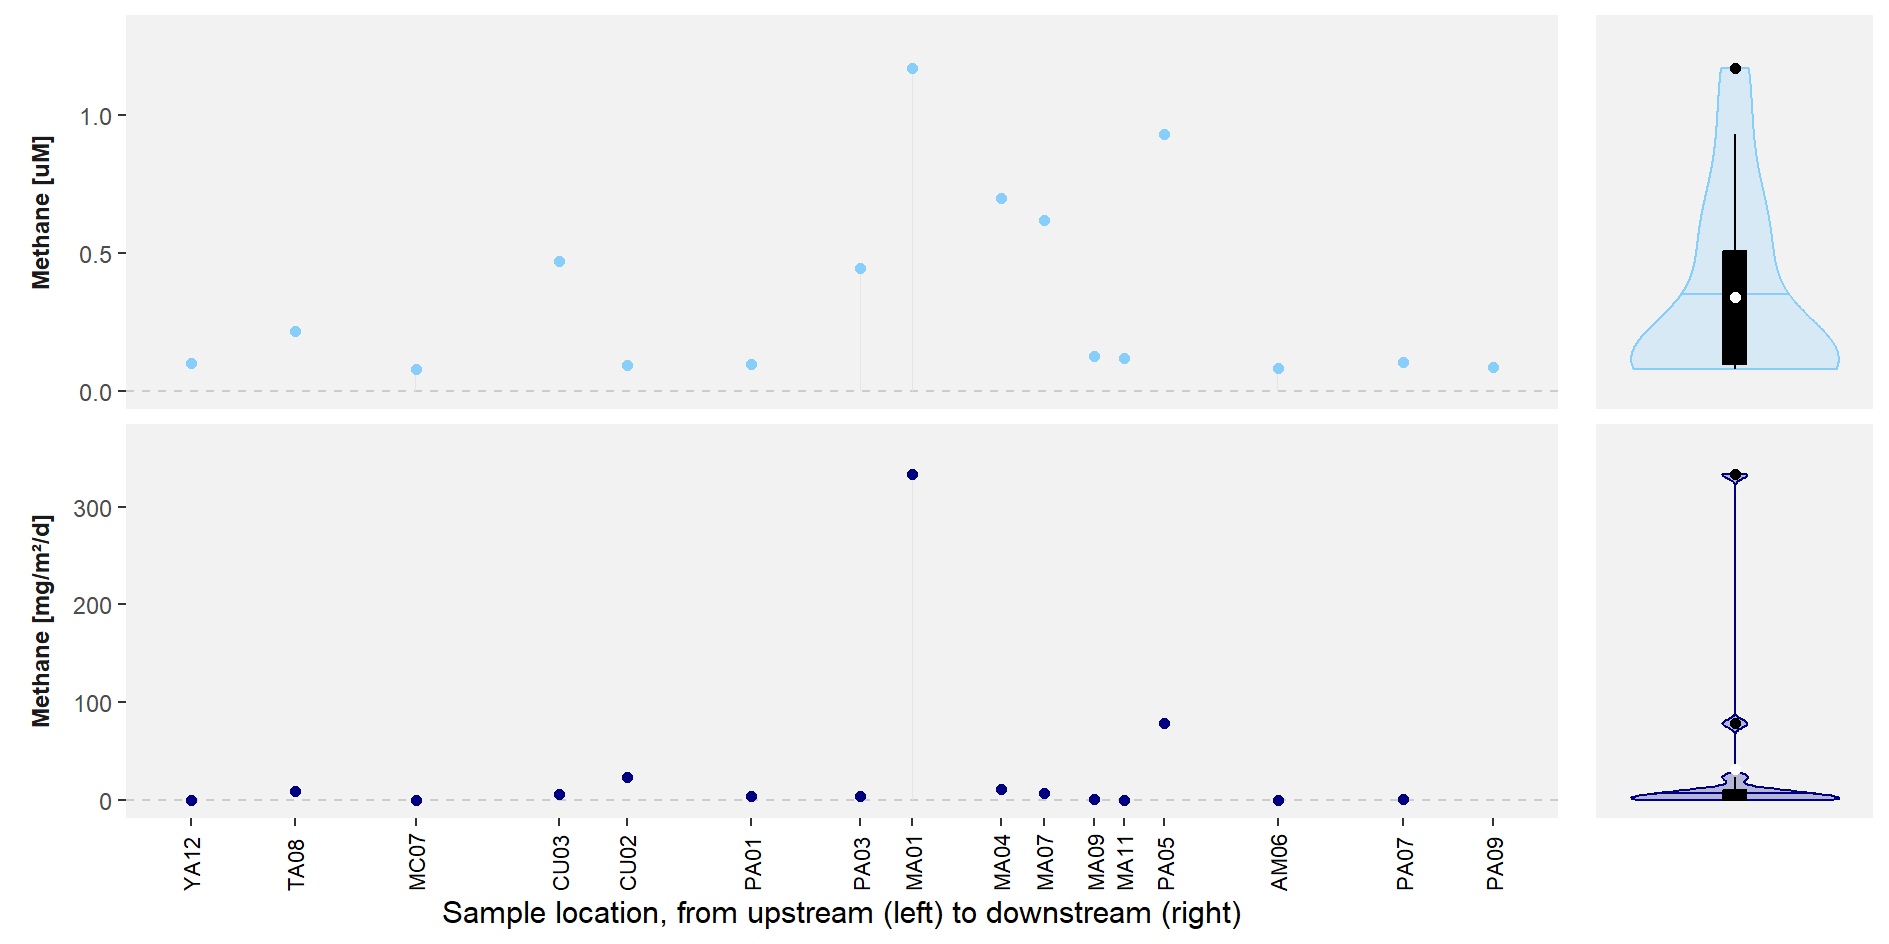 Methane [uM]
1.0
0.5
0.0
Methane [mg/m²/d]
300
200
100
0
YA12
TA08
MC07
CU03
CU02
PA01
PA03
MA01
MA04
MA07
MA09
MA11
PA05
AM06
PA07
PA09
Sample location, from upstream (left) to downstream (right)